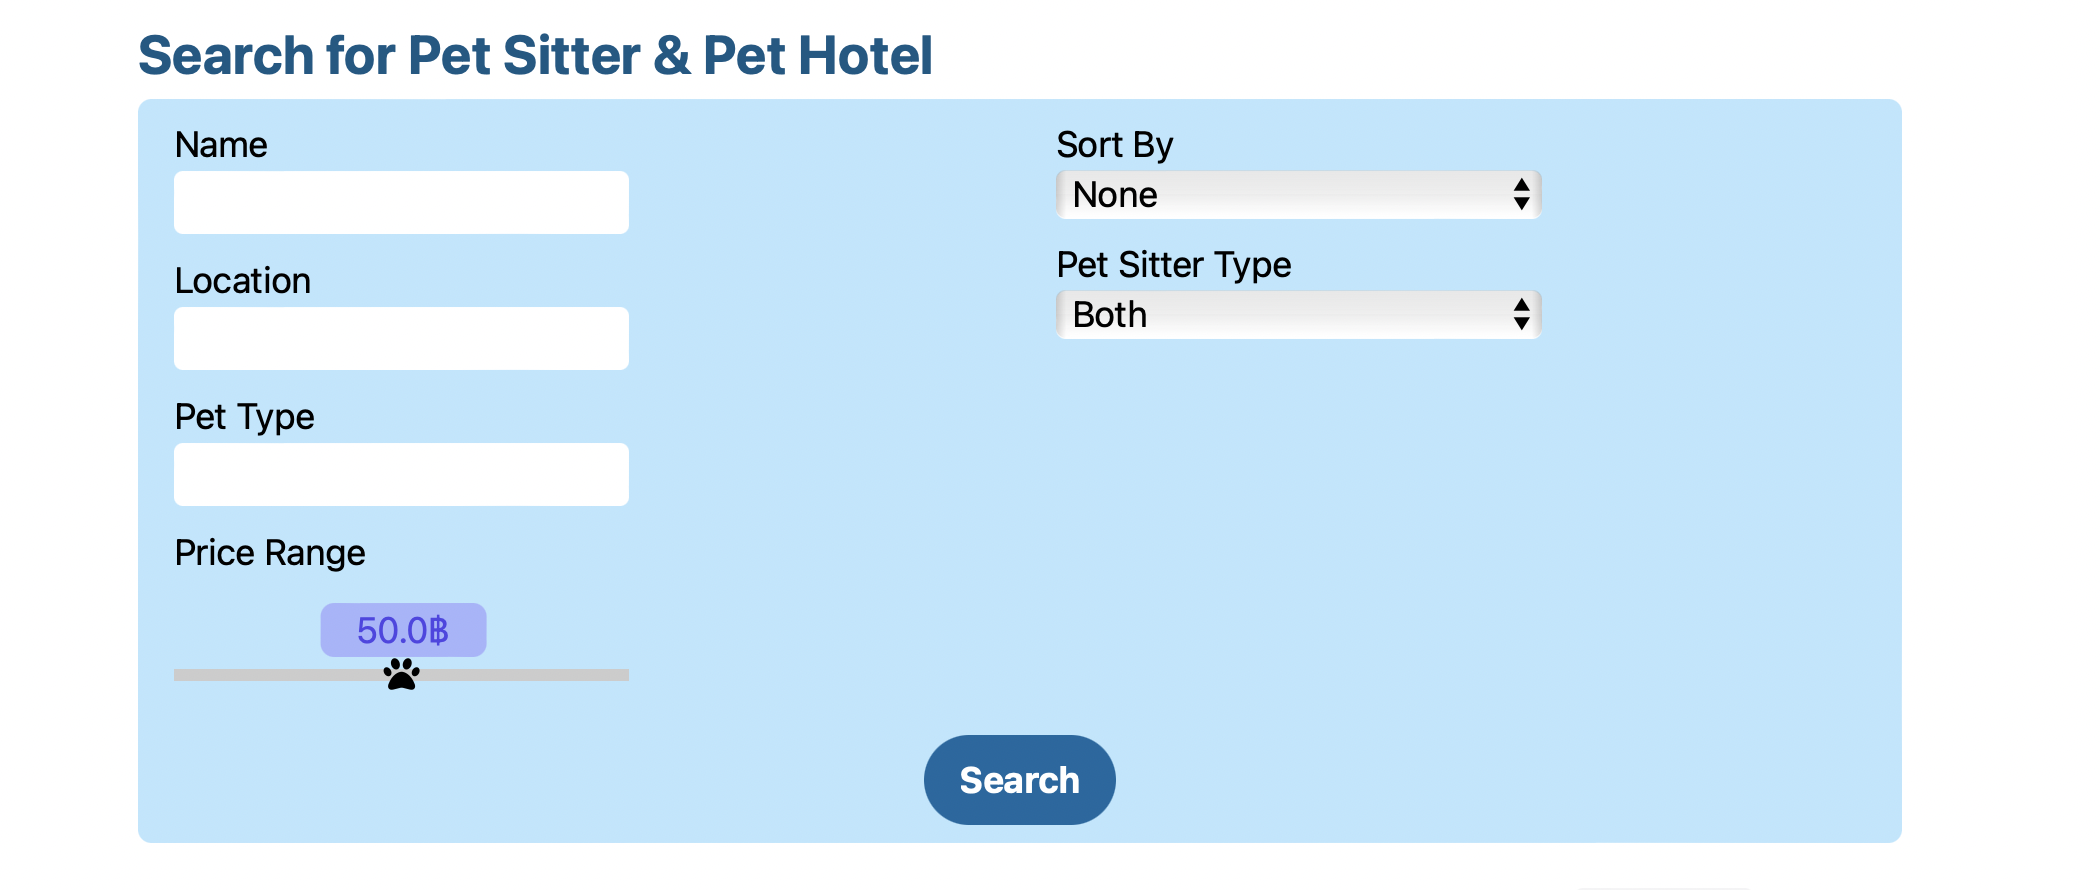 Search for Pet Sitter & Pet Hotel
Name
Location
Pet Type
Price Range
50.0฿
Sort By
None
Pet Sitter Type
Both
Search